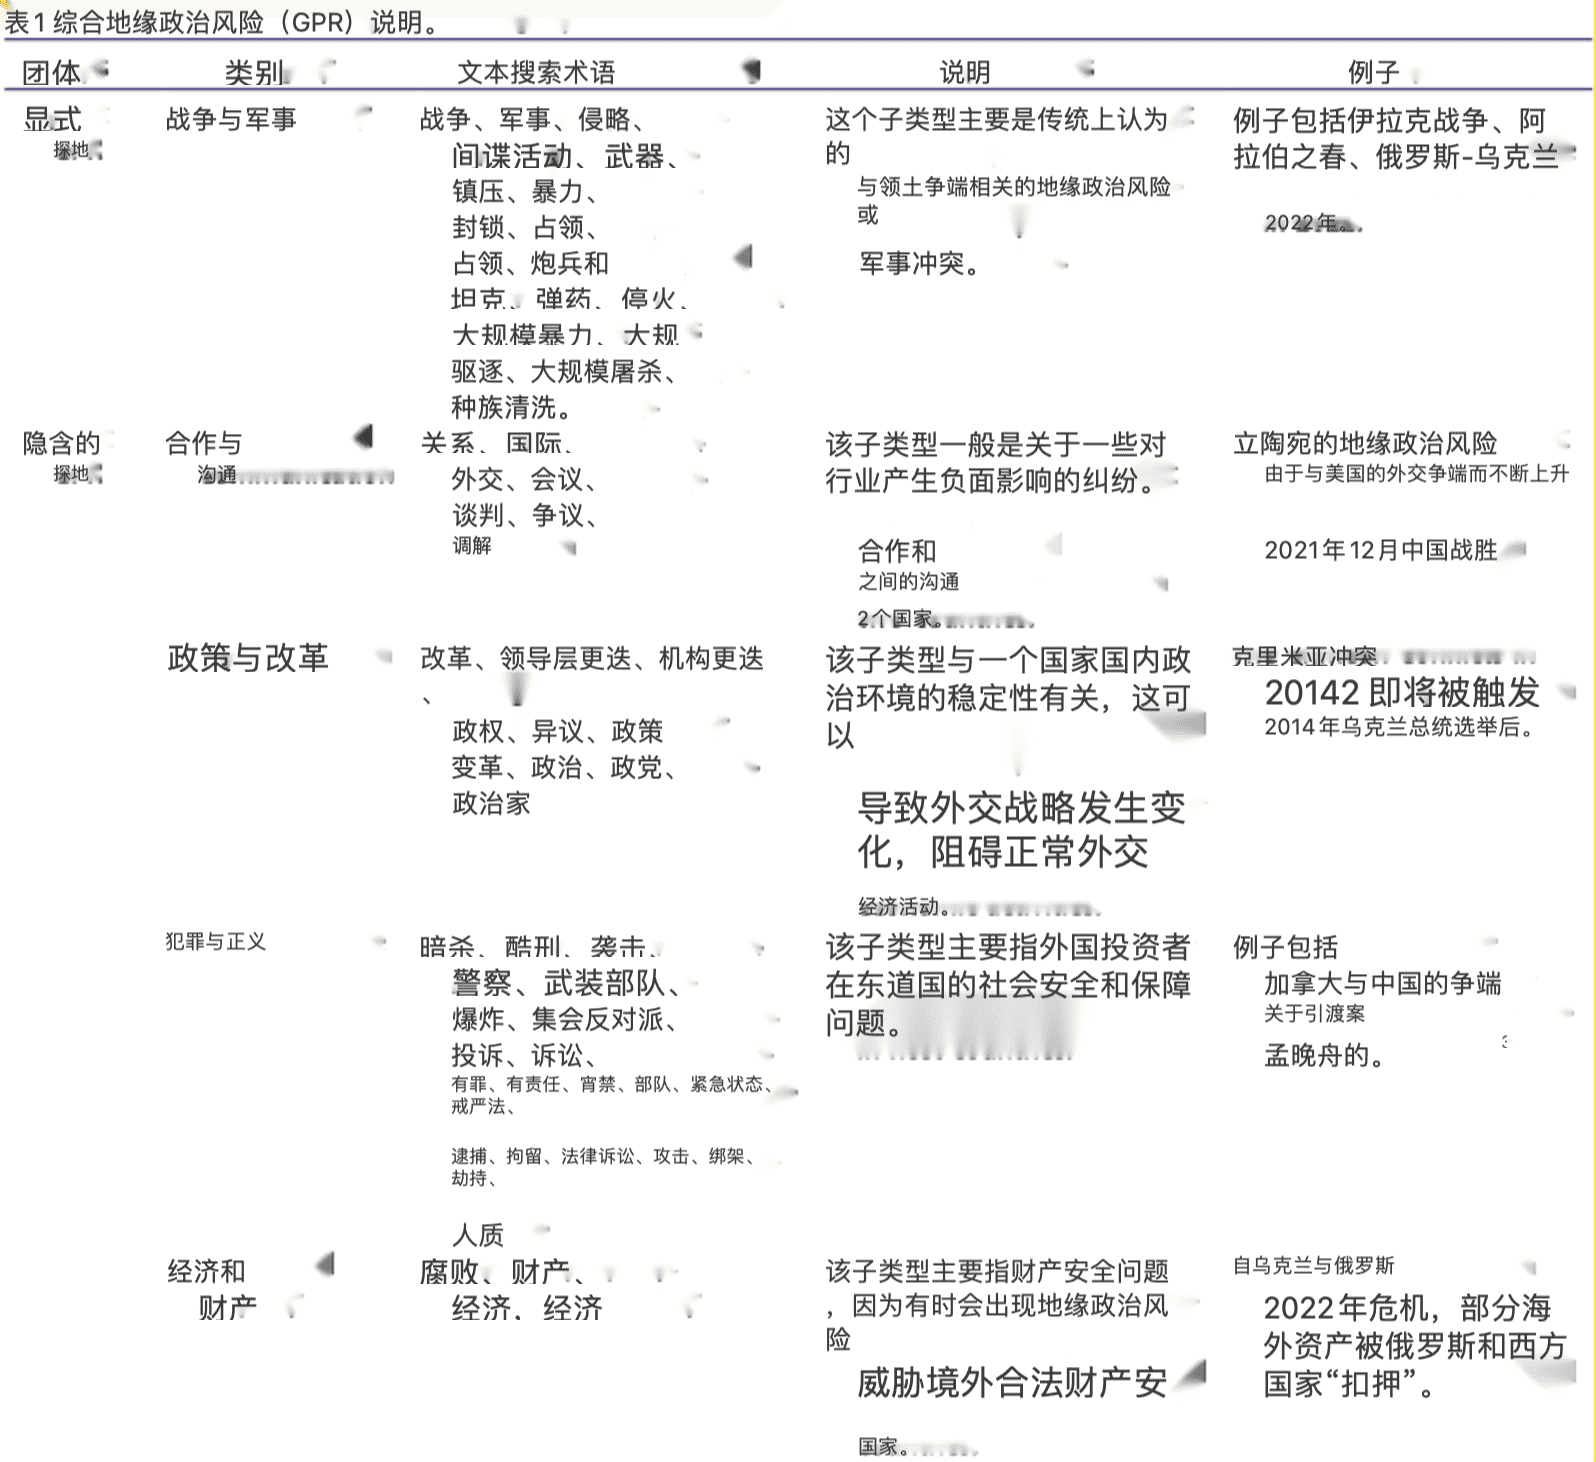 表1 综合地缘政治风险（GPR）说明。
团体 类别 文本搜索术语 说明 例子
显式
探地
战争与军事
战争、军事、侵略、
间谍活动、武器、
镇压、暴力、
封锁、占领、
占领、炮兵和
坦克、弹药、停火、
大规模暴力、大规
驱逐、大规模屠杀、
种族清洗。
这个子类型主要是传统上认为
的
与领土争端相关的地缘政治风险
或
军事冲突。
例子包括伊拉克战争、阿
拉伯之春、俄罗斯-乌克兰
2022年。
隐含的
探地
合作与
沟通
关系、国际、
外交、会议、
谈判、争议、
调解
该子类型一般是关于一些对
行业产生负面影响的纠纷。
合作和
之间的沟通
2个国家。
立陶宛的地缘政治风险
由于与美国的外交争端而不断上升
2021年12月中国战胜
政策与改革
改革、领导层更迭、机构更迭
、
政权、异议、政策
变革、政治、政党、
政治家
该子类型与一个国家国内政
治环境的稳定性有关，这可
以
导致外交战略发生变
化，阻碍正常外交
经济活动。
克里米亚冲突
20142 即将被触发
2014年乌克兰总统选举后。
犯罪与正义
暗杀、酷刑、袭击、
警察、武装部队、
爆炸、集会反对派、
投诉、诉讼、
有罪、有责任、宵禁、部队、紧急状态、
戒严法、
逮捕、拘留、法律诉讼、攻击、绑架、
劫持、
人质
该子类型主要指外国投资者
在东道国的社会安全和保障
问题。
例子包括
加拿大与中国的争端
关于引渡案
3
孟晚舟的。
经济和
财产
腐败、财产、
经济，经济
该子类型主要指财产安全问题
，因为有时会出现地缘政治风
险
威胁境外合法财产安
国家。
自乌克兰与俄罗斯
2022年危机，部分海
外资产被俄罗斯和西方
国家“扣押”。